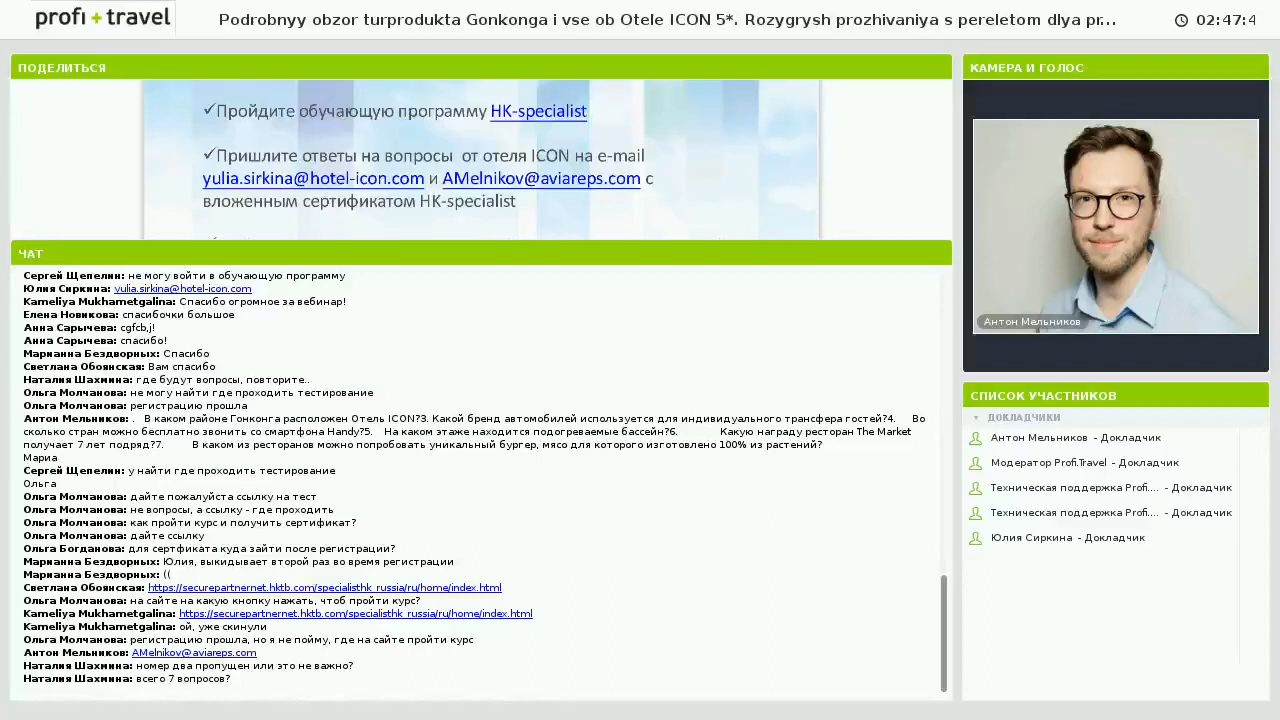 profi + travel
Podrobnyy obzor turprodukta Gonkonga i vse ob Otele ICON 5*. Rozygrysh prozhivaniya s pereletom dlya pr...
02:47:4
ПОДЕЛИТЬСЯ
✓Пройдите обучающую программу HK-specialist
✓Пришлите ответы на вопросы от отеля ICON на e-mail
yulia.sirkina@hotel-icon.com и AMelnikov@aviareps.com с
вложенным сертификатом HK-specialist
ЧАТ
Сергей Щепелин: не могу войти в обучающую программу
Юлия Сиркина: yulia.sirkina@hotel-icon.com
Kameliya Mukhametgalina: Спасибо огромное за вебинар!
Елена Новикова: спасибочки большое
Анна Сарычева: cgfcb,j!
Анна Сарычева: спасибо!
Марианна Бездворных: Спасибо
Светлана Обоянская: Вам спасибо
Наталия Шахмина: где будут вопросы, повторите..
Ольга Молчанова: не могу найти где проходить тестирование
Ольга Молчанова: регистрацию прошла
Антон Мельников: . В каком районе Гонконга расположен Отель ICON?3. Какой бренд автомобилей используется для индивидуального трансфера гостей?4. Во
сколько стран можно бесплатно звонить со смартфона Handy?5. На каком этаже находится подогреваемые бассейн?6. Какую награду ресторан The Market
получает 7 лет подряд?7. В каком из ресторанов можно попробовать уникальный бургер, мясо для которого изготовлено 100% из растений?
Мариа
Сергей Щепелин: у найти где проходить тестирование
Ольга
Ольга Молчанова: дайте пожалуйста ссылку на тест
Ольга Молчанова: не вопросы, а ссылку - где проходить
Ольга Молчанова: как пройти курс и получить сертификат?
Ольга Молчанова: дайте ссылку
Ольга Богданова: для сертфиката куда зайти после регистрации?
Марианна Бездворных: Юлия, выкидывает второй раз во время регистрации
Марианна Бездворных: ((
Светлана Обоянская: https://securepartnernet.hktb.com/specialisthk_russia/ru/home/index.html
Ольга Молчанова: на сайте на какую кнопку нажать, чтоб пройти курс?
Kameliya Mukhametgalina: https://securepartnernet.hktb.com/specialisthk_russia/ru/home/index.html
Kameliya Mukhametgalina: ой, уже скинули
Ольга Молчанова: регистрацию прошла, но я не пойму, где на сайте пройти курс
Антон Мельников: AMelnikov@aviareps.com
Наталия Шахмина: номер два пропущен или это не важно?
Наталия Шахмина: всего 7 вопросов?
КАМЕРА И ГОЛОС
Антон Мельников
СПИСОК УЧАСТНИКОВ
ДОКЛАДЧИКИ
Антон Мельников - Докладчик
Модератор Profi.Travel - Докладчик
Техническая поддержка Profi.... - Докладчик
Техническая поддержка Profi.... - Докладчик
Юлия Сиркина - Докладчик